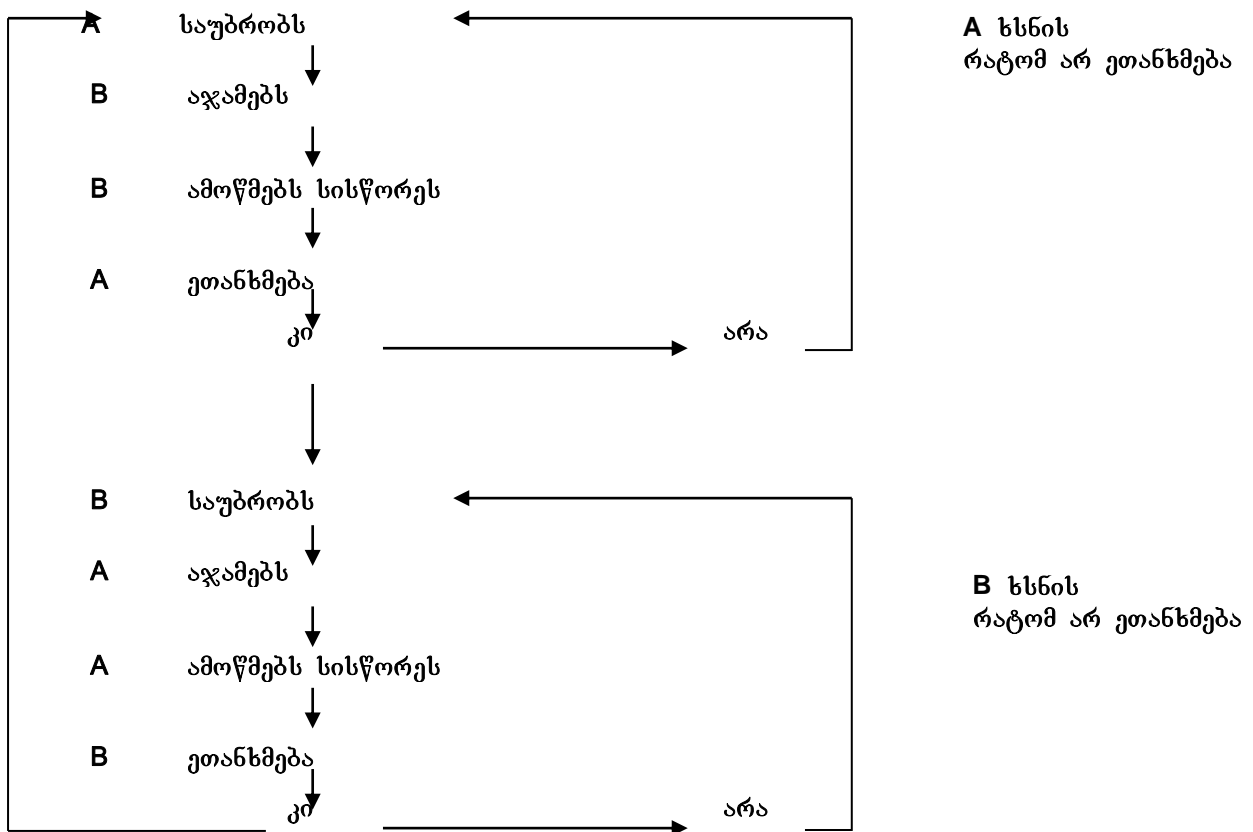 A საუბრობს
A ხსნის
რატომ არ ეთანხმება
B აჯამებს
B ამოწმებს სისწორეს
A ეთანხმება
კი არა
B საუბრობს
A აჯამებს
B ხსნის
რატომ არ ეთანხმება
A ამოწმებს სისწორეს
B ეთანხმება
კი არა